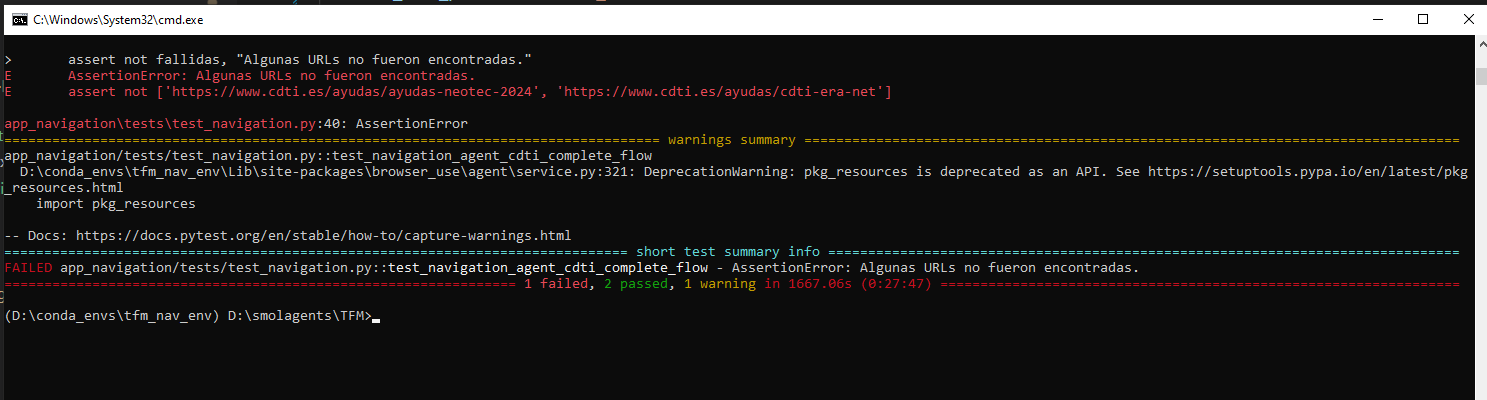 C:\Windows\System32\cmd.exe
>       assert not fallidas, "Algunas URLs no fueron encontradas."
E       AssertionError: Algunas URLs no fueron encontradas.
E       assert not ['https://www.cdti.es/ayudas/ayudas-neotec-2024', 'https://www.cdti.es/ayudas/cdti-era-net']
app_navigation\tests\test_navigation.py:40: AssertionError
================================================================================== warnings summary ==================================================================================
app_navigation/tests/test_navigation.py::test_navigation_agent_cdti_complete_flow
  D:\conda_envs\tfm_nav_env\Lib\site-packages\browser_use\agent\service.py:321: DeprecationWarning: pkg_resources is deprecated as an API. See https://setuptools.pypa.io/en/latest/pkg
_resources.html
    import pkg_resources
-- Docs: https://docs.pytest.org/en/stable/how-to/capture-warnings.html
============================================================================== short test summary info ===============================================================================
FAILED app_navigation/tests/test_navigation.py::test_navigation_agent_cdti_complete_flow - AssertionError: Algunas URLs no fueron encontradas.
================================================================ 1 failed, 2 passed, 1 warning in 1667.06s (0:27:47) =================================================================
(D:\conda_envs\tfm_nav_env) D:\smolagents\TFM>